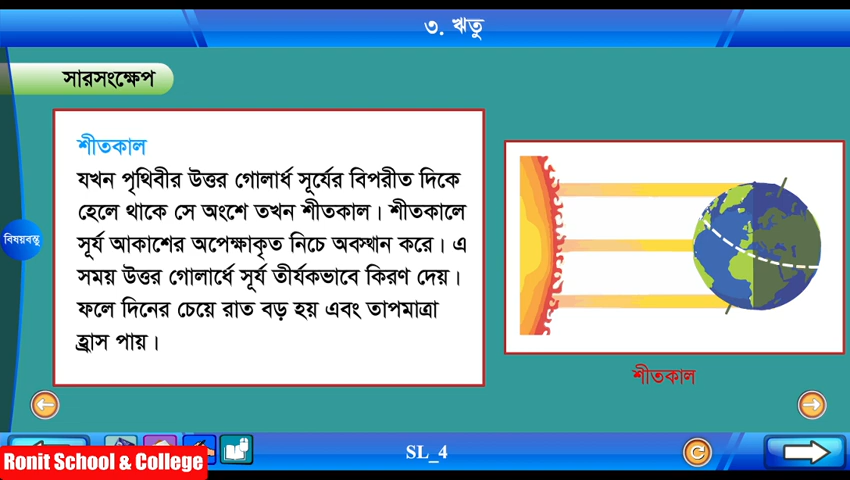 ৩. ঋতু
সারসংক্ষেপ
শীতকাল
যখন পৃথিবীর উত্তর গোলার্ধ সূর্যের বিপরীত দিকে
হেলে থাকে সে অংশে তখন শীতকাল। শীতকালে
সূর্য আকাশের অপেক্ষাকৃত নিচে অবস্থান করে। এ
সময় উত্তর গোলার্ধে সূর্য তীর্যকভাবে কিরণ দেয়।
ফলে দিনের চেয়ে রাত বড় হয় এবং তাপমাত্রা
হ্রাস পায়।
বিষয়বস্তু
শীতকাল
SL_4
Ronit School & College